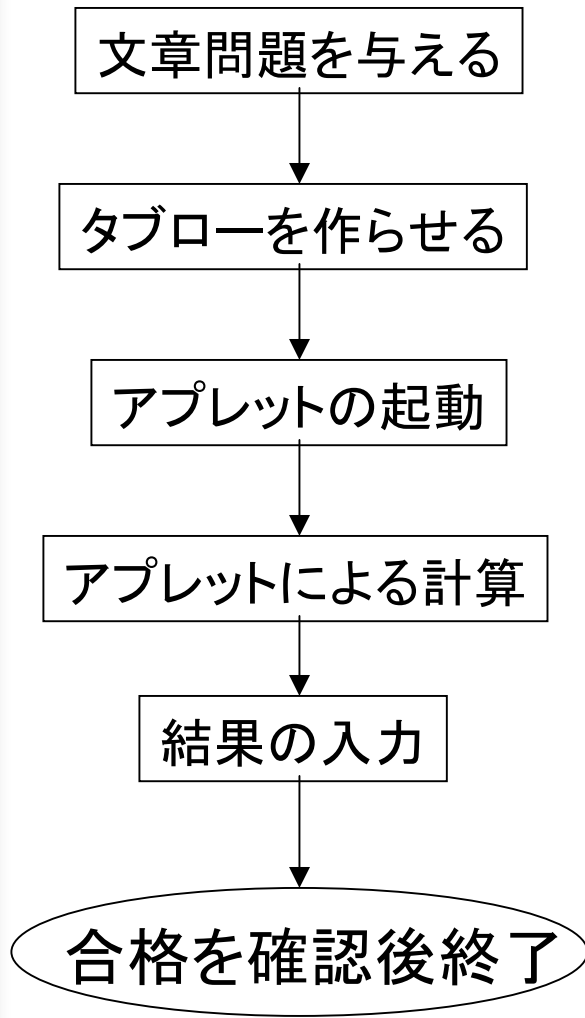 文章問題を与える
タブローを作らせる
アプレットの起動
アプレットによる計算
結果の入力
合格を確認後終了